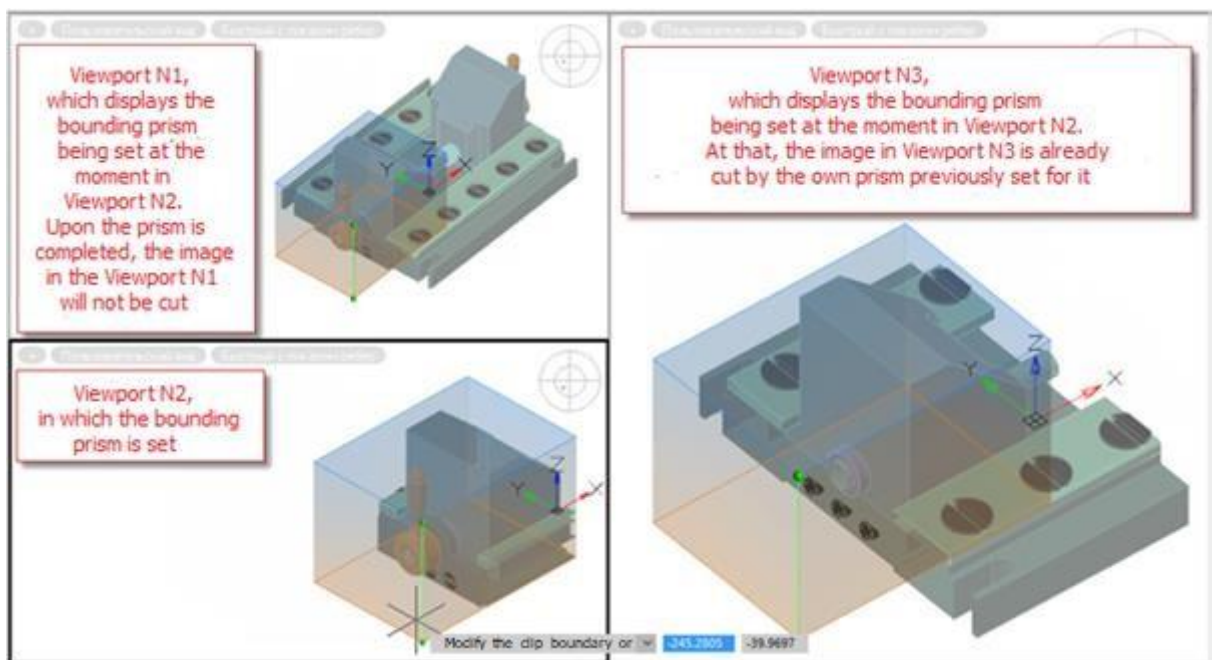 Viewport N1,
which displays the
bounding prism
being set at the
moment in
Viewport N2.
Upon the prism is
completed, the image
in the Viewport N1
will not be cut
Viewport N3,
which displays the bounding prism
being set at the moment in Viewport N2.
At that, the image in Viewport N3 is already
cut by the own prism previously set for it
Y
Z
X
Y
Z
X
Viewport N2,
in which the bounding
prism is set
Y
Z
X
Modify the clip boundary or
-245.2805
-39.9697